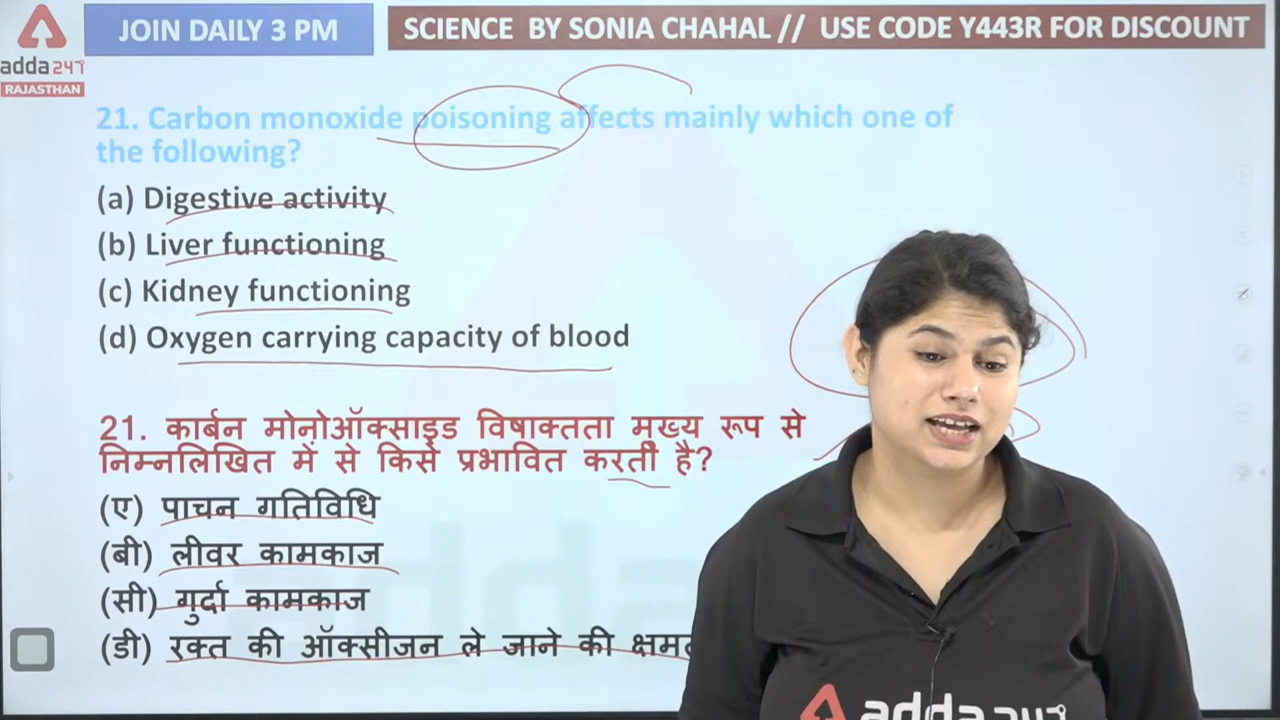 JOIN DAILY 3 PM
SCIENCE BY SONIA CHAHAL // USE CODE Y443R FOR DISCOUNT
adda247
RAJASTHAN
21. Carbon monoxide poisoning affects mainly which one of
the following?
(a) Digestive activity
(b) Liver functioning
(c) Kidney functioning
(d) Oxygen carrying capacity of blood
21. कार्बन मोनोऑक्साइड विषाक्तता मुख्य रूप से
निम्नलिखित में से किसे प्रभावित करती है?
(ए) पाचन गतिविधि
(बी) लीवर कामकाज
(सी) गुर्दा कामकाज
(डी) रक्त की ऑक्सीजन ले जाने की
adda247